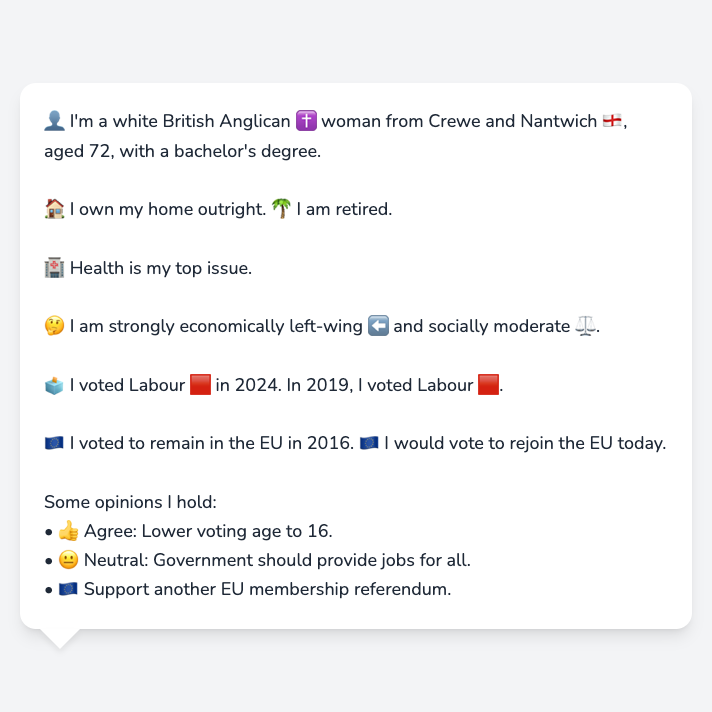 👤 I'm a white British Anglican ✝️ woman from Crewe and Nantwich 🏴󠁧󠁢󠁥󠁮󠁧󠁿,
aged 72, with a bachelor's degree.
🏠 I own my home outright. 🌴 I am retired.
🏥 Health is my top issue.
🤔 I am strongly economically left-wing ⬅️ and socially moderate ⚖️.
🗳️ I voted Labour 🟥 in 2024. In 2019, I voted Labour 🟥.
🇪🇺 I voted to remain in the EU in 2016. 🇪🇺 I would vote to rejoin the EU today.
Some opinions I hold:
• 👍 Agree: Lower voting age to 16.
• 😐 Neutral: Government should provide jobs for all.
• 🇪🇺 Support another EU membership referendum.